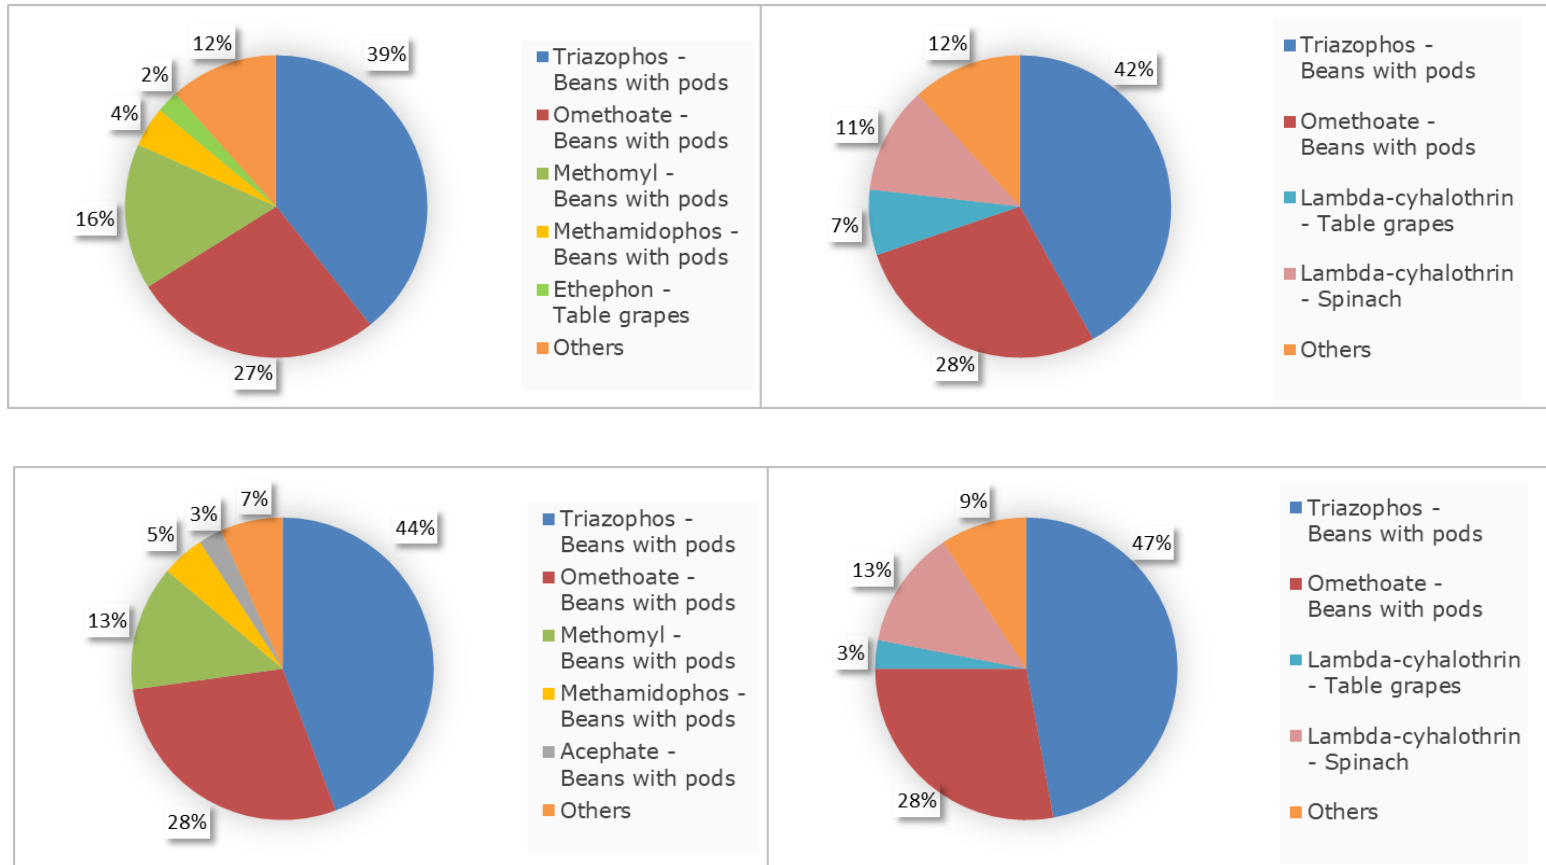 12%
39%
2%
4%
16%
27%
Triazophos -
Beans with pods
Omethoate -
Beans with pods
Methomyl -
Beans with pods
Methamidophos -
Beans with pods
Ethephon -
Table grapes
Others
12%
42%
11%
7%
28%
Triazophos -
Beans with pods
Omethoate -
Beans with pods
Lambda-cyhalothrin
- Table grapes
Lambda-cyhalothrin
- Spinach
Others
7%
3%
44%
5%
13%
28%
Triazophos -
Beans with pods
Omethoate -
Beans with pods
Methomyl -
Beans with pods
Methamidophos -
Beans with pods
Acephate -
Beans with pods
Others
9%
47%
13%
3%
28%
Triazophos -
Beans with pods
Omethoate -
Beans with pods
Lambda-cyhalothrin
- Table grapes
Lambda-cyhalothrin
- Spinach
Others